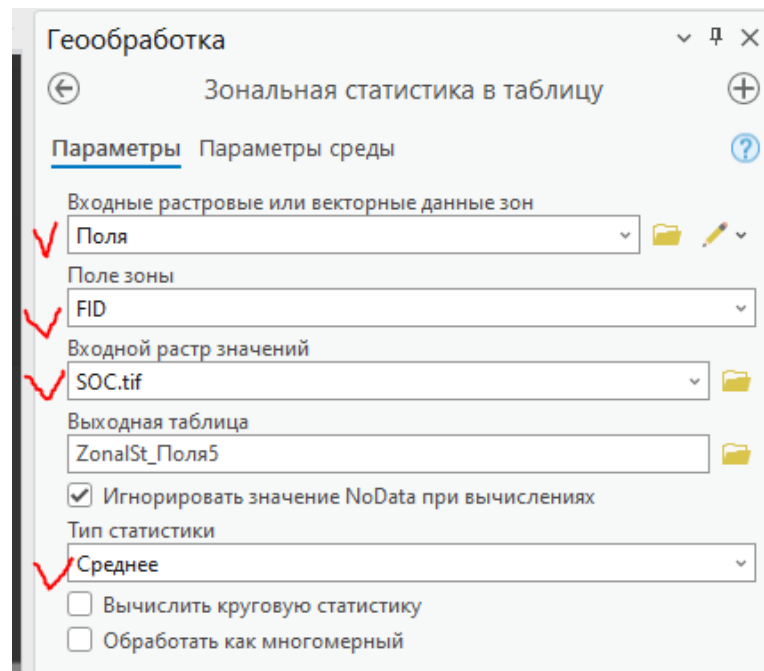 Геообработка
Зональная статистика в таблицу
Параметры Параметры среды
Входные растровые или векторные данные зон
Поля
Поле зоны
FID
Входной растр значений
SOC.tif
Выходная таблица
ZonalSt_Поля5
Игнорировать значение NoData при вычислениях
Тип статистики
Среднее
Вычислить круговую статистику
Обработать как многомерный